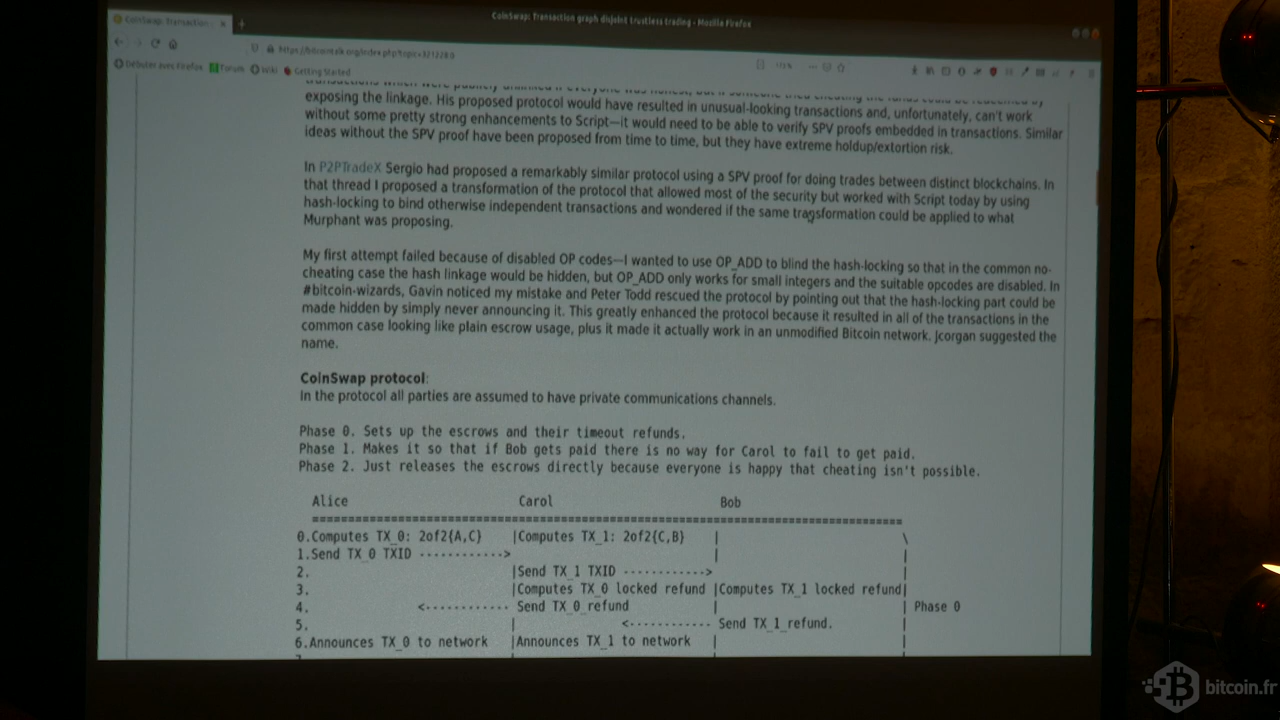 CoinSwap: Transaction graph disjoint trustless trading - Mozilla Firefox
CoinSwap: Transaction
Débuter avec Firefox Forum Wiki Getting Started
exposing the linkage. His proposed protocol would have resulted in unusual-looking transactions and, unfortunately, can't work
without some pretty strong enhancements to Script—it would need to be able to verify SPV proofs embedded in transactions. Similar
ideas without the SPV proof have been proposed from time to time, but they have extreme holdup/extortion risk.
In P2PTradeX Sergio had proposed a remarkably similar protocol using a SPV proof for doing trades between distinct blockchains. In
that thread I proposed a transformation of the protocol that allowed most of the security but worked with Script today by using
hash-locking to bind otherwise independent transactions and wondered if the same transformation could be applied to what
Murphant was proposing.
My first attempt failed because of disabled OP codes—I wanted to use OP_ADD to blind the hash-locking so that in the common no-
cheating case the hash linkage would be hidden, but OP_ADD only works for small integers and the suitable opcodes are disabled. In
#bitcoin-wizards, Gavin noticed my mistake and Peter Todd rescued the protocol by pointing out that the hash-locking part could be
made hidden by simply never announcing it. This greatly enhanced the protocol because it resulted in all of the transactions in the
common case looking like plain escrow usage, plus it made it actually work in an unmodified Bitcoin network. Jcorgan suggested the
name.
CoinSwap protocol:
In the protocol all parties are assumed to have private communications channels.
Phase 0. Sets up the escrows and their timeout refunds.
Phase 1. Makes it so that if Bob gets paid there is no way for Carol to fail to get paid.
Phase 2. Just releases the escrows directly because everyone is happy that cheating isn't possible.
Alice Carol Bob
==================================================================================
0.Computes TX_0: 2of2{A,C} |Computes TX_1: 2of2{C,B} | \
1.Send TX_0 TXID ------------> | |
2. |Send TX_1 TXID ------------> |
3. |Computes TX_0 locked refund |Computes TX_1 locked refund|
4. <------------ Send TX_0_refund | | Phase 0
5. | <------------ Send TX_1_refund. |
6.Announces TX_0 to network |Announces TX_1 to network | |
bitcoin.fr